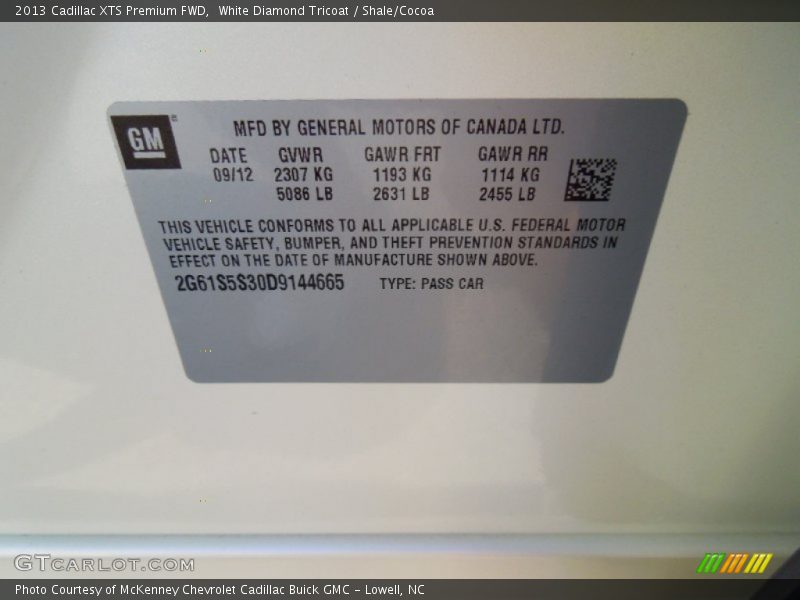 2013 Cadillac XTS Premium FWD,  White Diamond Tricoat / Shale/Cocoa
GM
MFD BY GENERAL MOTORS OF CANADA LTD.
DATE GVWR GAWR FRT GAWR RR
09/12 2307 KG 1193 KG 1114 KG
5086 LB 2631 LB 2455 LB
THIS VEHICLE CONFORMS TO ALL APPLICABLE U.S. FEDERAL MOTOR
VEHICLE SAFETY, BUMPER, AND THEFT PREVENTION STANDARDS IN
EFFECT ON THE DATE OF MANUFACTURE SHOWN ABOVE.
2G61S5S30D9144665 TYPE: PASS CAR
GTCARLOT.COM
Photo Courtesy of McKenney Chevrolet Cadillac Buick GMC - Lowell, NC